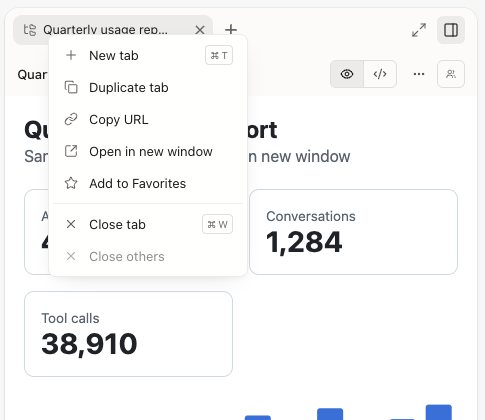 Quarterly usage rep...
New tab ⌘ T
Duplicate tab
Copy URL
Open in new window
Add to Favorites
Close tab ⌘ W
Close others
Quar
ort
n new window
Conversations
1,284
Tool calls
38,910